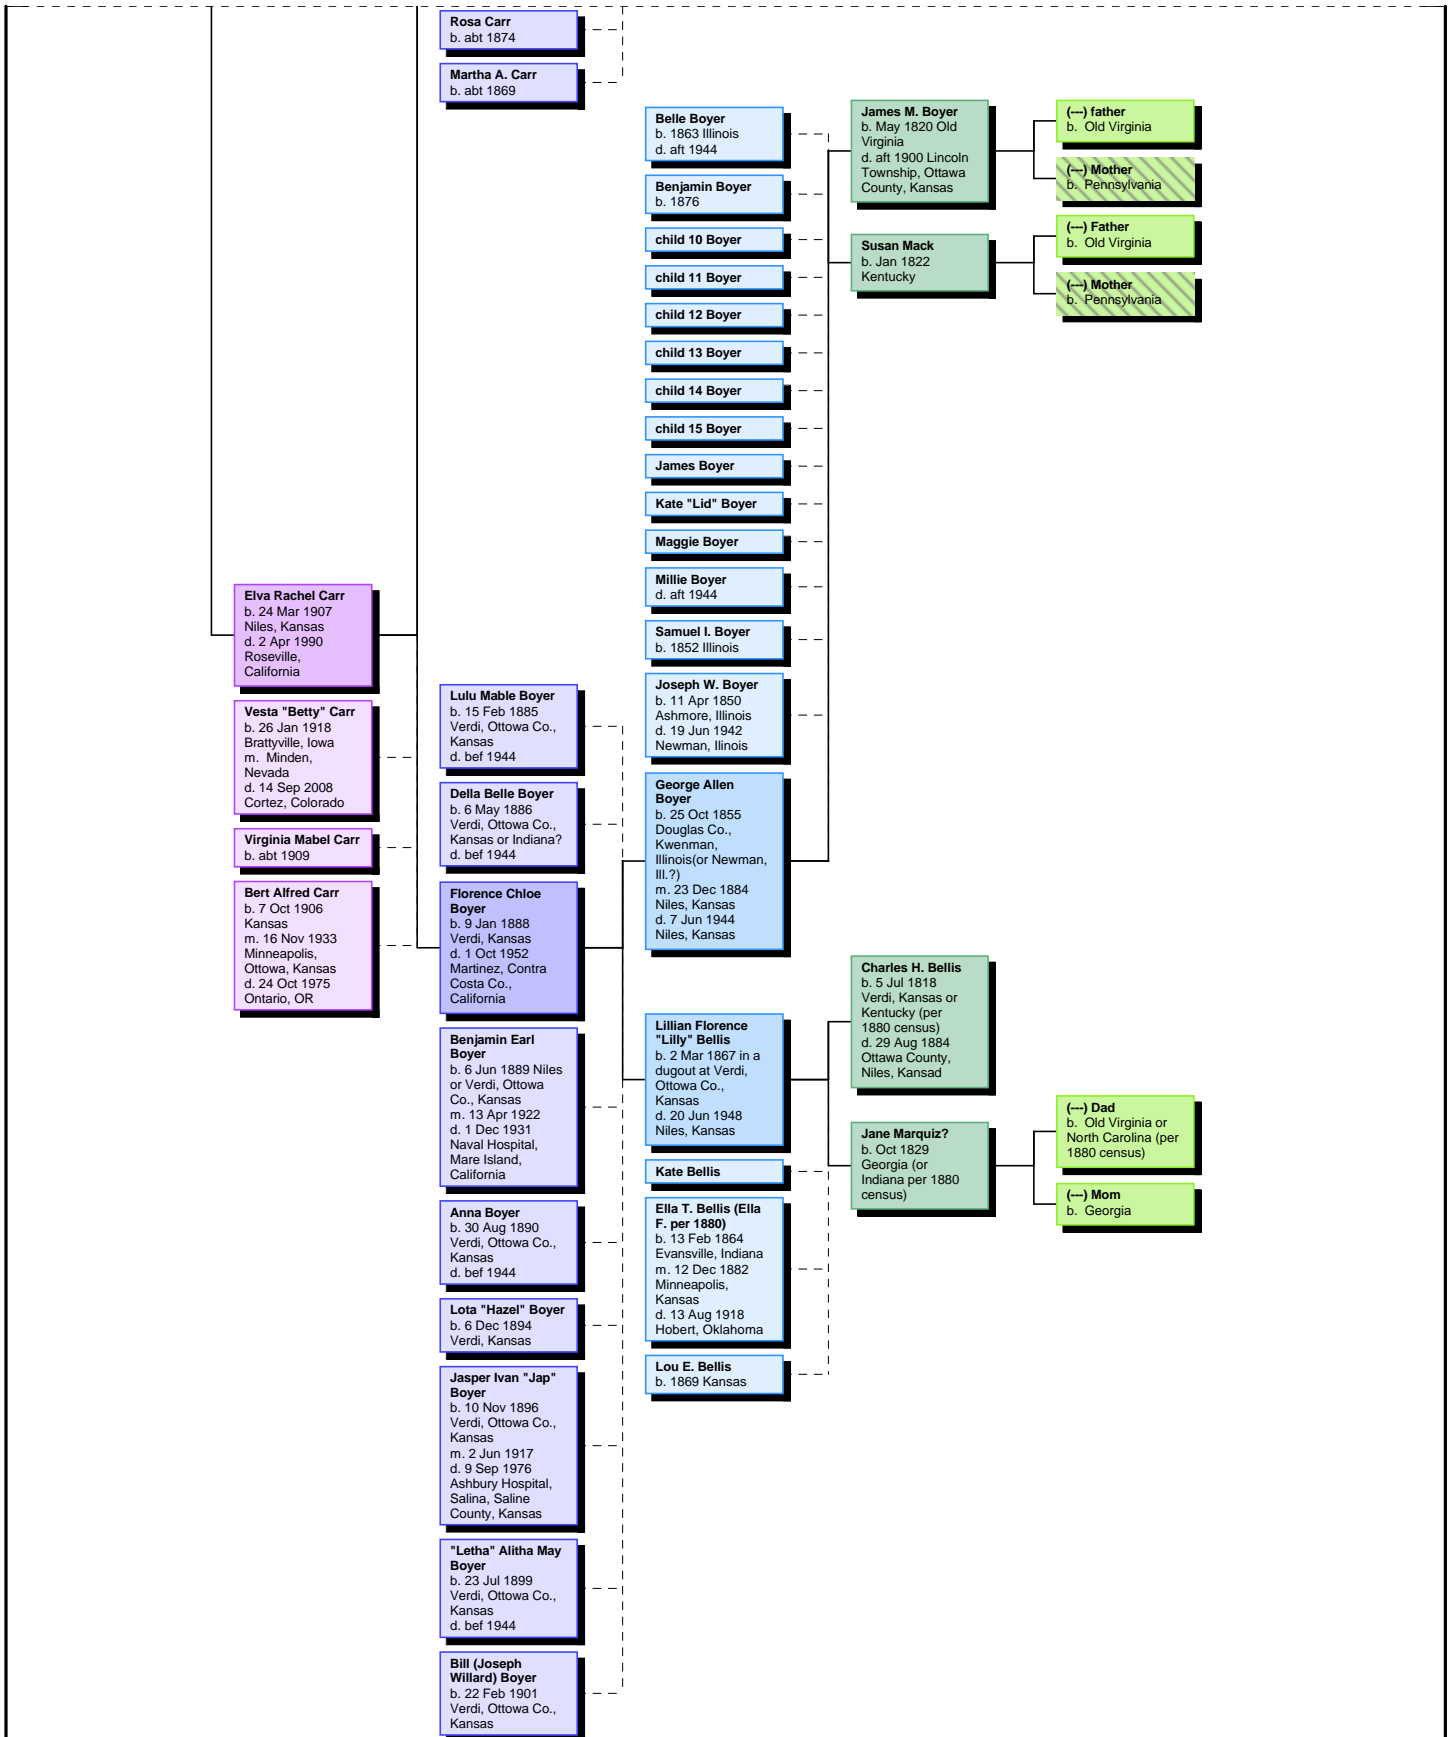 Rosa Carr
b. abt 1874
Martha A. Carr
b. abt 1869
Elva Rachel Carr
b. 24 Mar 1907
Niles, Kansas
d. 2 Apr 1990
Roseville,
California
Vesta "Betty" Carr
b. 26 Jan 1918
Brattyville, Iowa
m.  Minden,
Nevada
d. 14 Sep 2008
Cortez, Colorado
Virginia Mabel Carr
b. abt 1909
Bert Alfred Carr
b. 7 Oct 1906
Kansas
m. 16 Nov 1933
Minneapolis,
Ottowa, Kansas
d. 24 Oct 1975
Ontario, OR
Lulu Mable Boyer
b. 15 Feb 1885
Verdi, Ottowa Co.,
Kansas
d. bef 1944
Della Belle Boyer
b. 6 May 1886
Verdi, Ottowa Co.,
Kansas or Indiana?
d. bef 1944
Florence Chloe
Boyer
b. 9 Jan 1888
Verdi, Kansas
d. 1 Oct 1952
Martinez, Contra
Costa Co.,
California
Benjamin Earl
Boyer
b. 6 Jun 1889 Niles
or Verdi, Ottowa
Co., Kansas
m. 13 Apr 1922
d. 1 Dec 1931
Naval Hospital,
Mare Island,
California
Anna Boyer
b. 30 Aug 1890
Verdi, Ottowa Co.,
Kansas
d. bef 1944
Lota "Hazel" Boyer
b. 6 Dec 1894
Verdi, Kansas
Jasper Ivan "Jap"
Boyer
b. 10 Nov 1896
Verdi, Ottowa Co.,
Kansas
m. 2 Jun 1917
d. 9 Sep 1976
Ashbury Hospital,
Salina, Saline
County, Kansas
"Letha" Alitha May
Boyer
b. 23 Jul 1899
Verdi, Ottowa Co.,
Kansas
d. bef 1944
Bill (Joseph
Willard) Boyer
b. 22 Feb 1901
Verdi, Ottowa Co.,
Kansas
Belle Boyer
b. 1863 Illinois
d. aft 1944
Benjamin Boyer
b. 1876
child 10 Boyer
child 11 Boyer
child 12 Boyer
child 13 Boyer
child 14 Boyer
child 15 Boyer
James Boyer
Kate "Lid" Boyer
Maggie Boyer
Millie Boyer
d. aft 1944
Samuel I. Boyer
b. 1852 Illinois
Joseph W. Boyer
b. 11 Apr 1850
Ashmore, Illinois
d. 19 Jun 1942
Newman, Illinois
George Allen
Boyer
b. 25 Oct 1855
Douglas Co.,
Kwenman,
Illinois(or Newman,
Ill.?)
m. 23 Dec 1884
Niles, Kansas
d. 7 Jun 1944
Niles, Kansas
Lillian Florence
"Lilly" Bellis
b. 2 Mar 1867 in a
dugout at Verdi,
Ottowa Co.,
Kansas
d. 20 Jun 1948
Niles, Kansas
Kate Bellis
Ella T. Bellis (Ella
F. per 1880)
b. 13 Feb 1864
Evansville, Indiana
m. 12 Dec 1882
Minneapolis,
Kansas
d. 13 Aug 1918
Hobert, Oklahoma
Lou E. Bellis
b. 1869 Kansas
James M. Boyer
b. May 1820 Old
Virginia
d. aft 1900 Lincoln
Township, Ottawa
County, Kansas
Susan Mack
b. Jan 1822
Kentucky
Charles H. Bellis
b. 5 Jul 1818
Verdi, Kansas or
Kentucky (per
1880 census)
d. 29 Aug 1884
Ottawa County,
Niles, Kansad
Jane Marquiz?
b. Oct 1829
Georgia (or
Indiana per 1880
census)
(---) father
b.  Old Virginia
(---) Mother
b.  Pennsylvania
(---) Father
b.  Old Virginia
(---) Mother
b.  Pennsylvania
(---) Dad
b.  Old Virginia or
North Carolina (per
1880 census)
(---) Mom
b.  Georgia